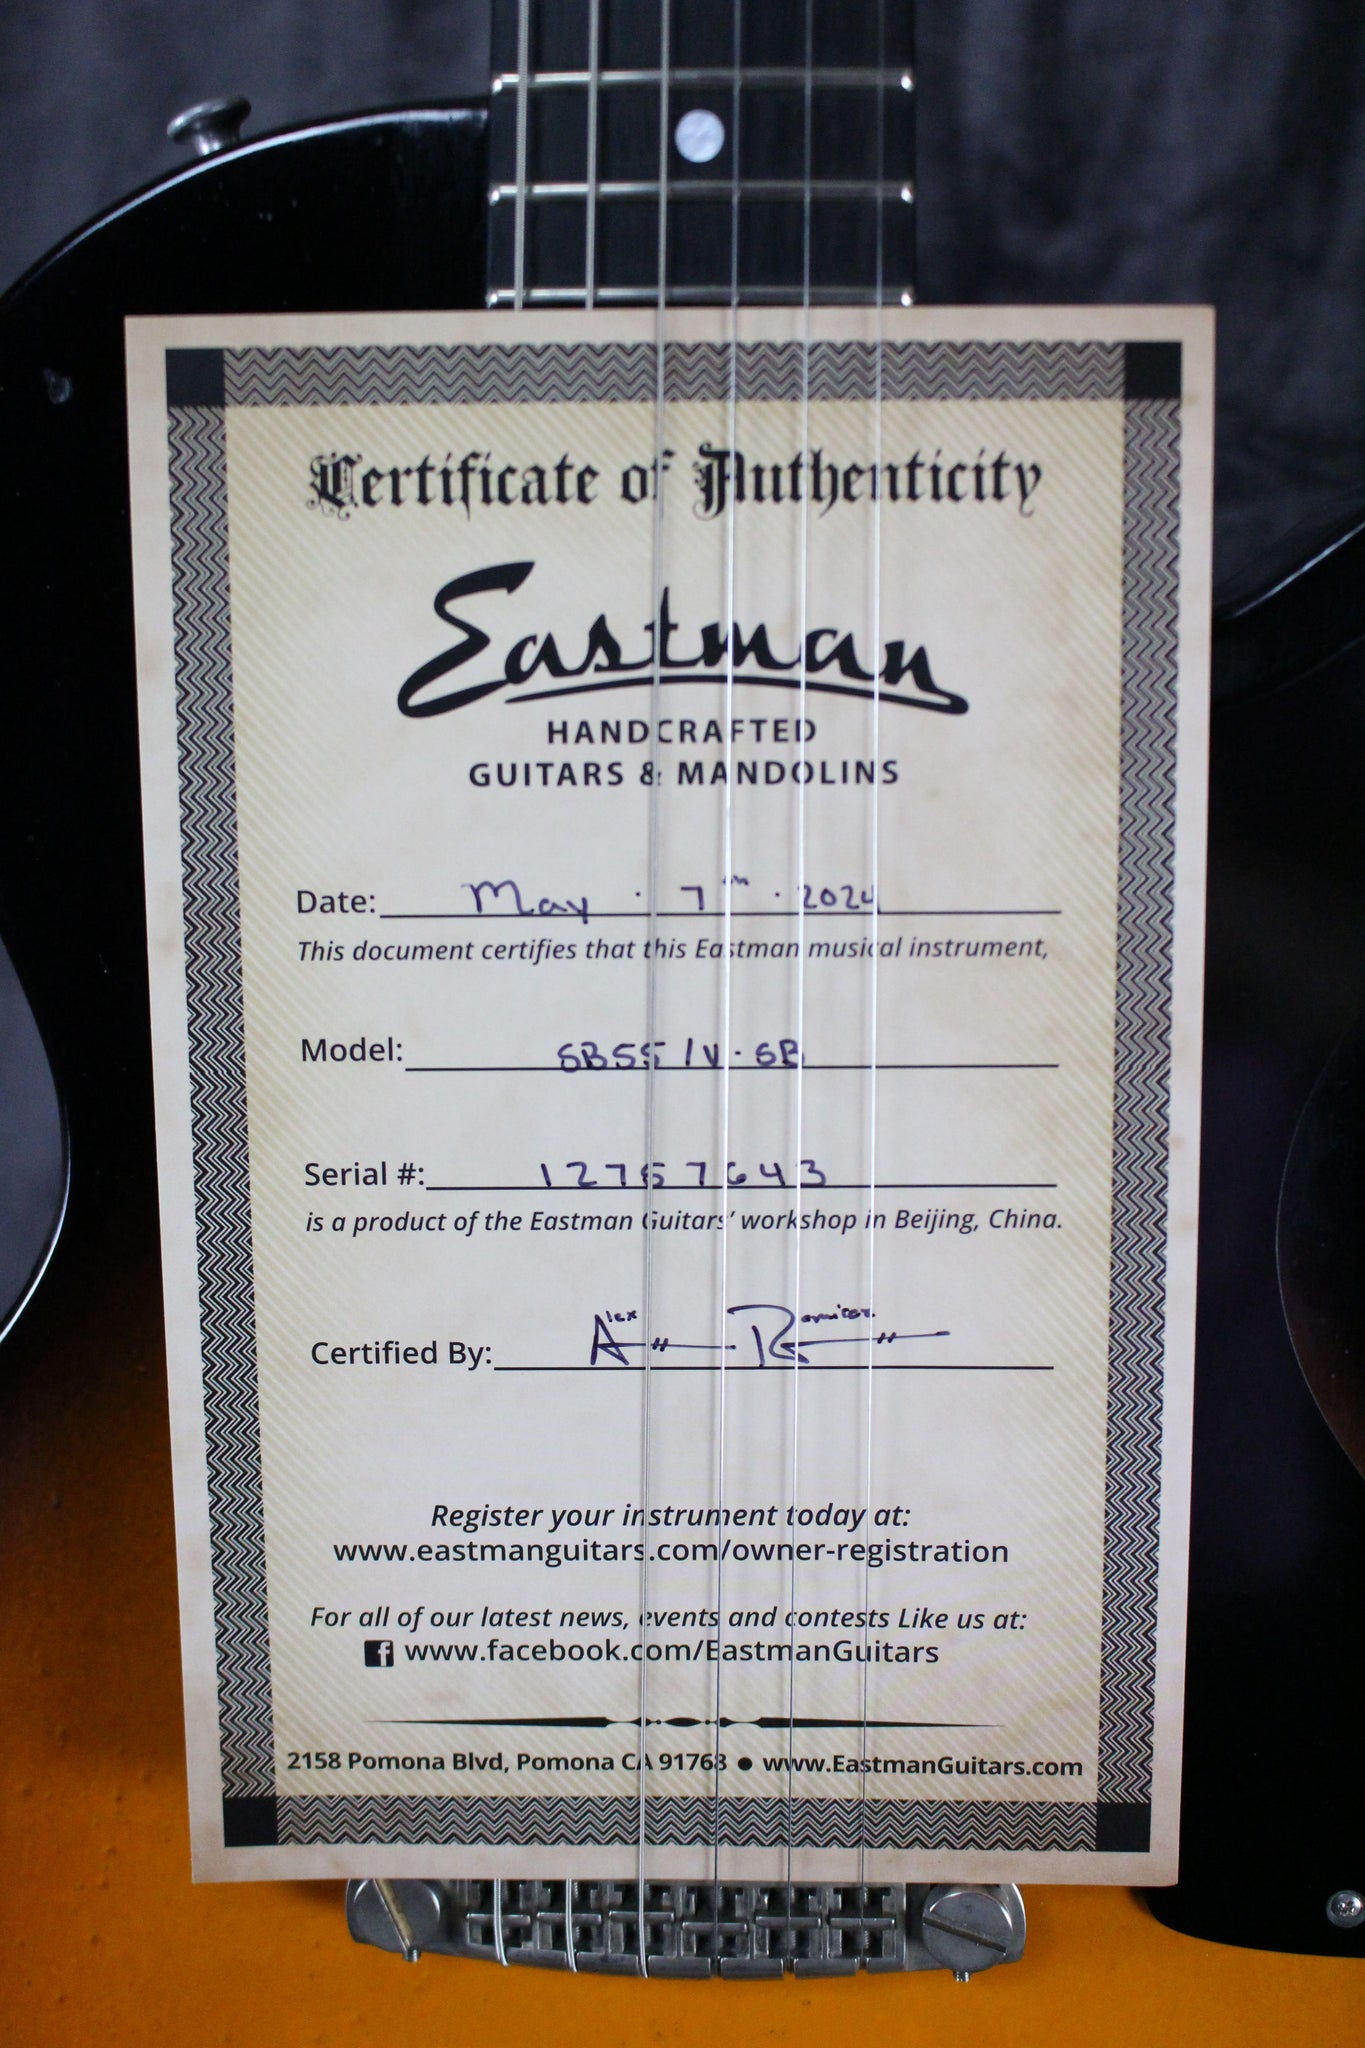 Certificate of Authenticity
Eastman
HANDCRAFTED
GUITARS & MANDOLINS
Date: May · 7th · 2024
This document certifies that this Eastman musical instrument,
Model: SB55 /v · SB
Serial #: 12757643
is a product of the Eastman Guitars' workshop in Beijing, China.
Certified By: Alex Ramirez.
Register your instrument today at:
www.eastmanguitars.com/owner-registration
For all of our latest news, events and contests Like us at:
f www.facebook.com/EastmanGuitars
2158 Pomona Blvd, Pomona CA 91768 ● www.EastmanGuitars.com